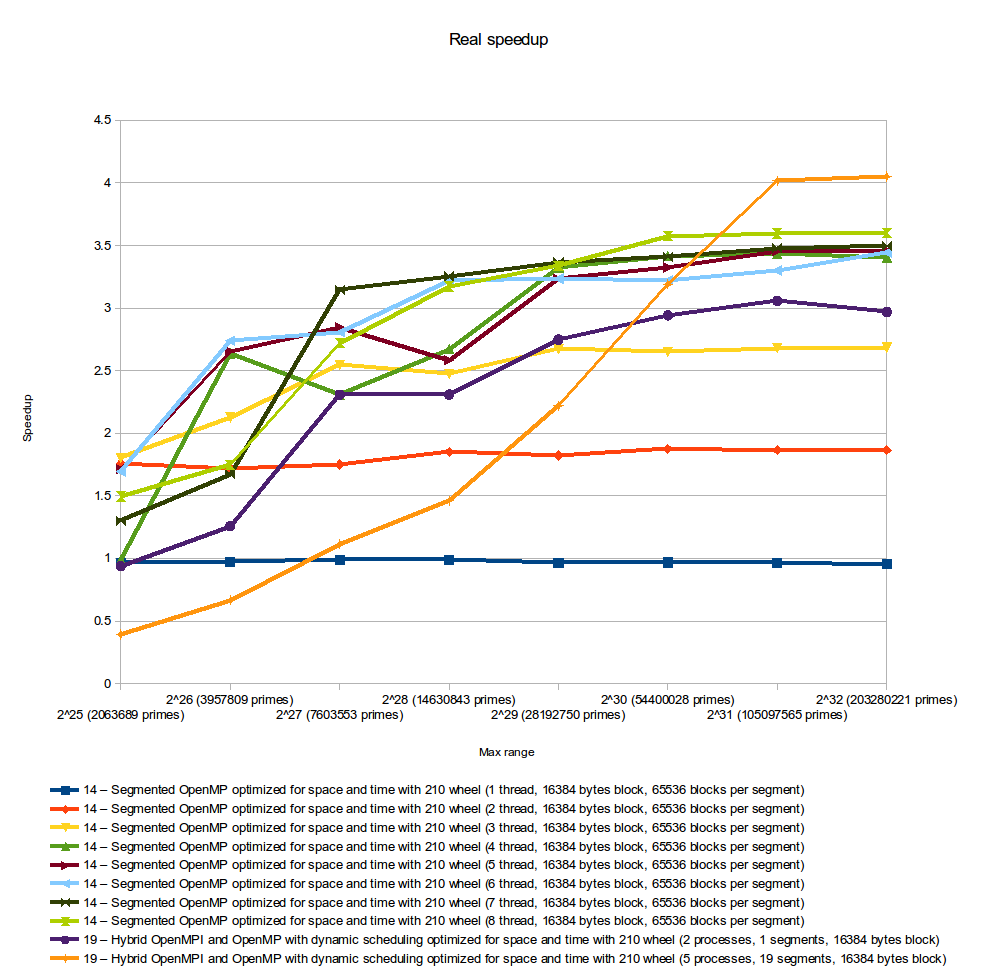 Real speedup
4.5
4
3.5
3
2.5
2
1.5
1
0.5
0
Speedup
2^26 (3957809 primes) 2^28 (14630843 primes) 2^30 (54400028 primes) 2^32 (203280221 primes)
2^25 (2063689 primes) 2^27 (7603553 primes) 2^29 (28192750 primes) 2^31 (105097565 primes)
Max range
14 – Segmented OpenMP optimized for space and time with 210 wheel (1 thread, 16384 bytes block, 65536 blocks per segment)
14 – Segmented OpenMP optimized for space and time with 210 wheel (2 thread, 16384 bytes block, 65536 blocks per segment)
14 – Segmented OpenMP optimized for space and time with 210 wheel (3 thread, 16384 bytes block, 65536 blocks per segment)
14 – Segmented OpenMP optimized for space and time with 210 wheel (4 thread, 16384 bytes block, 65536 blocks per segment)
14 – Segmented OpenMP optimized for space and time with 210 wheel (5 thread, 16384 bytes block, 65536 blocks per segment)
14 – Segmented OpenMP optimized for space and time with 210 wheel (6 thread, 16384 bytes block, 65536 blocks per segment)
14 – Segmented OpenMP optimized for space and time with 210 wheel (7 thread, 16384 bytes block, 65536 blocks per segment)
14 – Segmented OpenMP optimized for space and time with 210 wheel (8 thread, 16384 bytes block, 65536 blocks per segment)
19 – Hybrid OpenMPI and OpenMP with dynamic scheduling optimized for space and time with 210 wheel (2 processes, 1 segments, 16384 bytes block)
19 – Hybrid OpenMPI and OpenMP with dynamic scheduling optimized for space and time with 210 wheel (5 processes, 19 segments, 16384 bytes block)